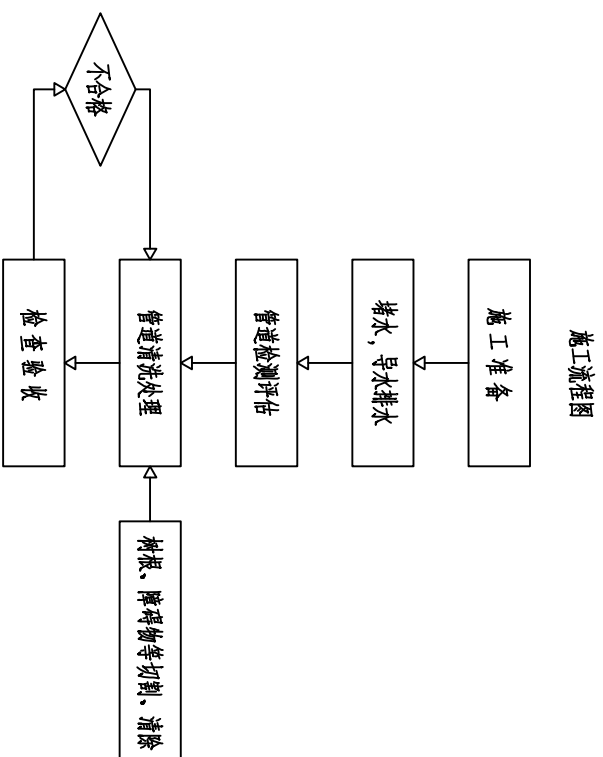 施工流程图
施工准备
堵水，导水排水
管道检测评估
管道清洗处理
树根、障碍物等切割、清除
检查验收
不合格